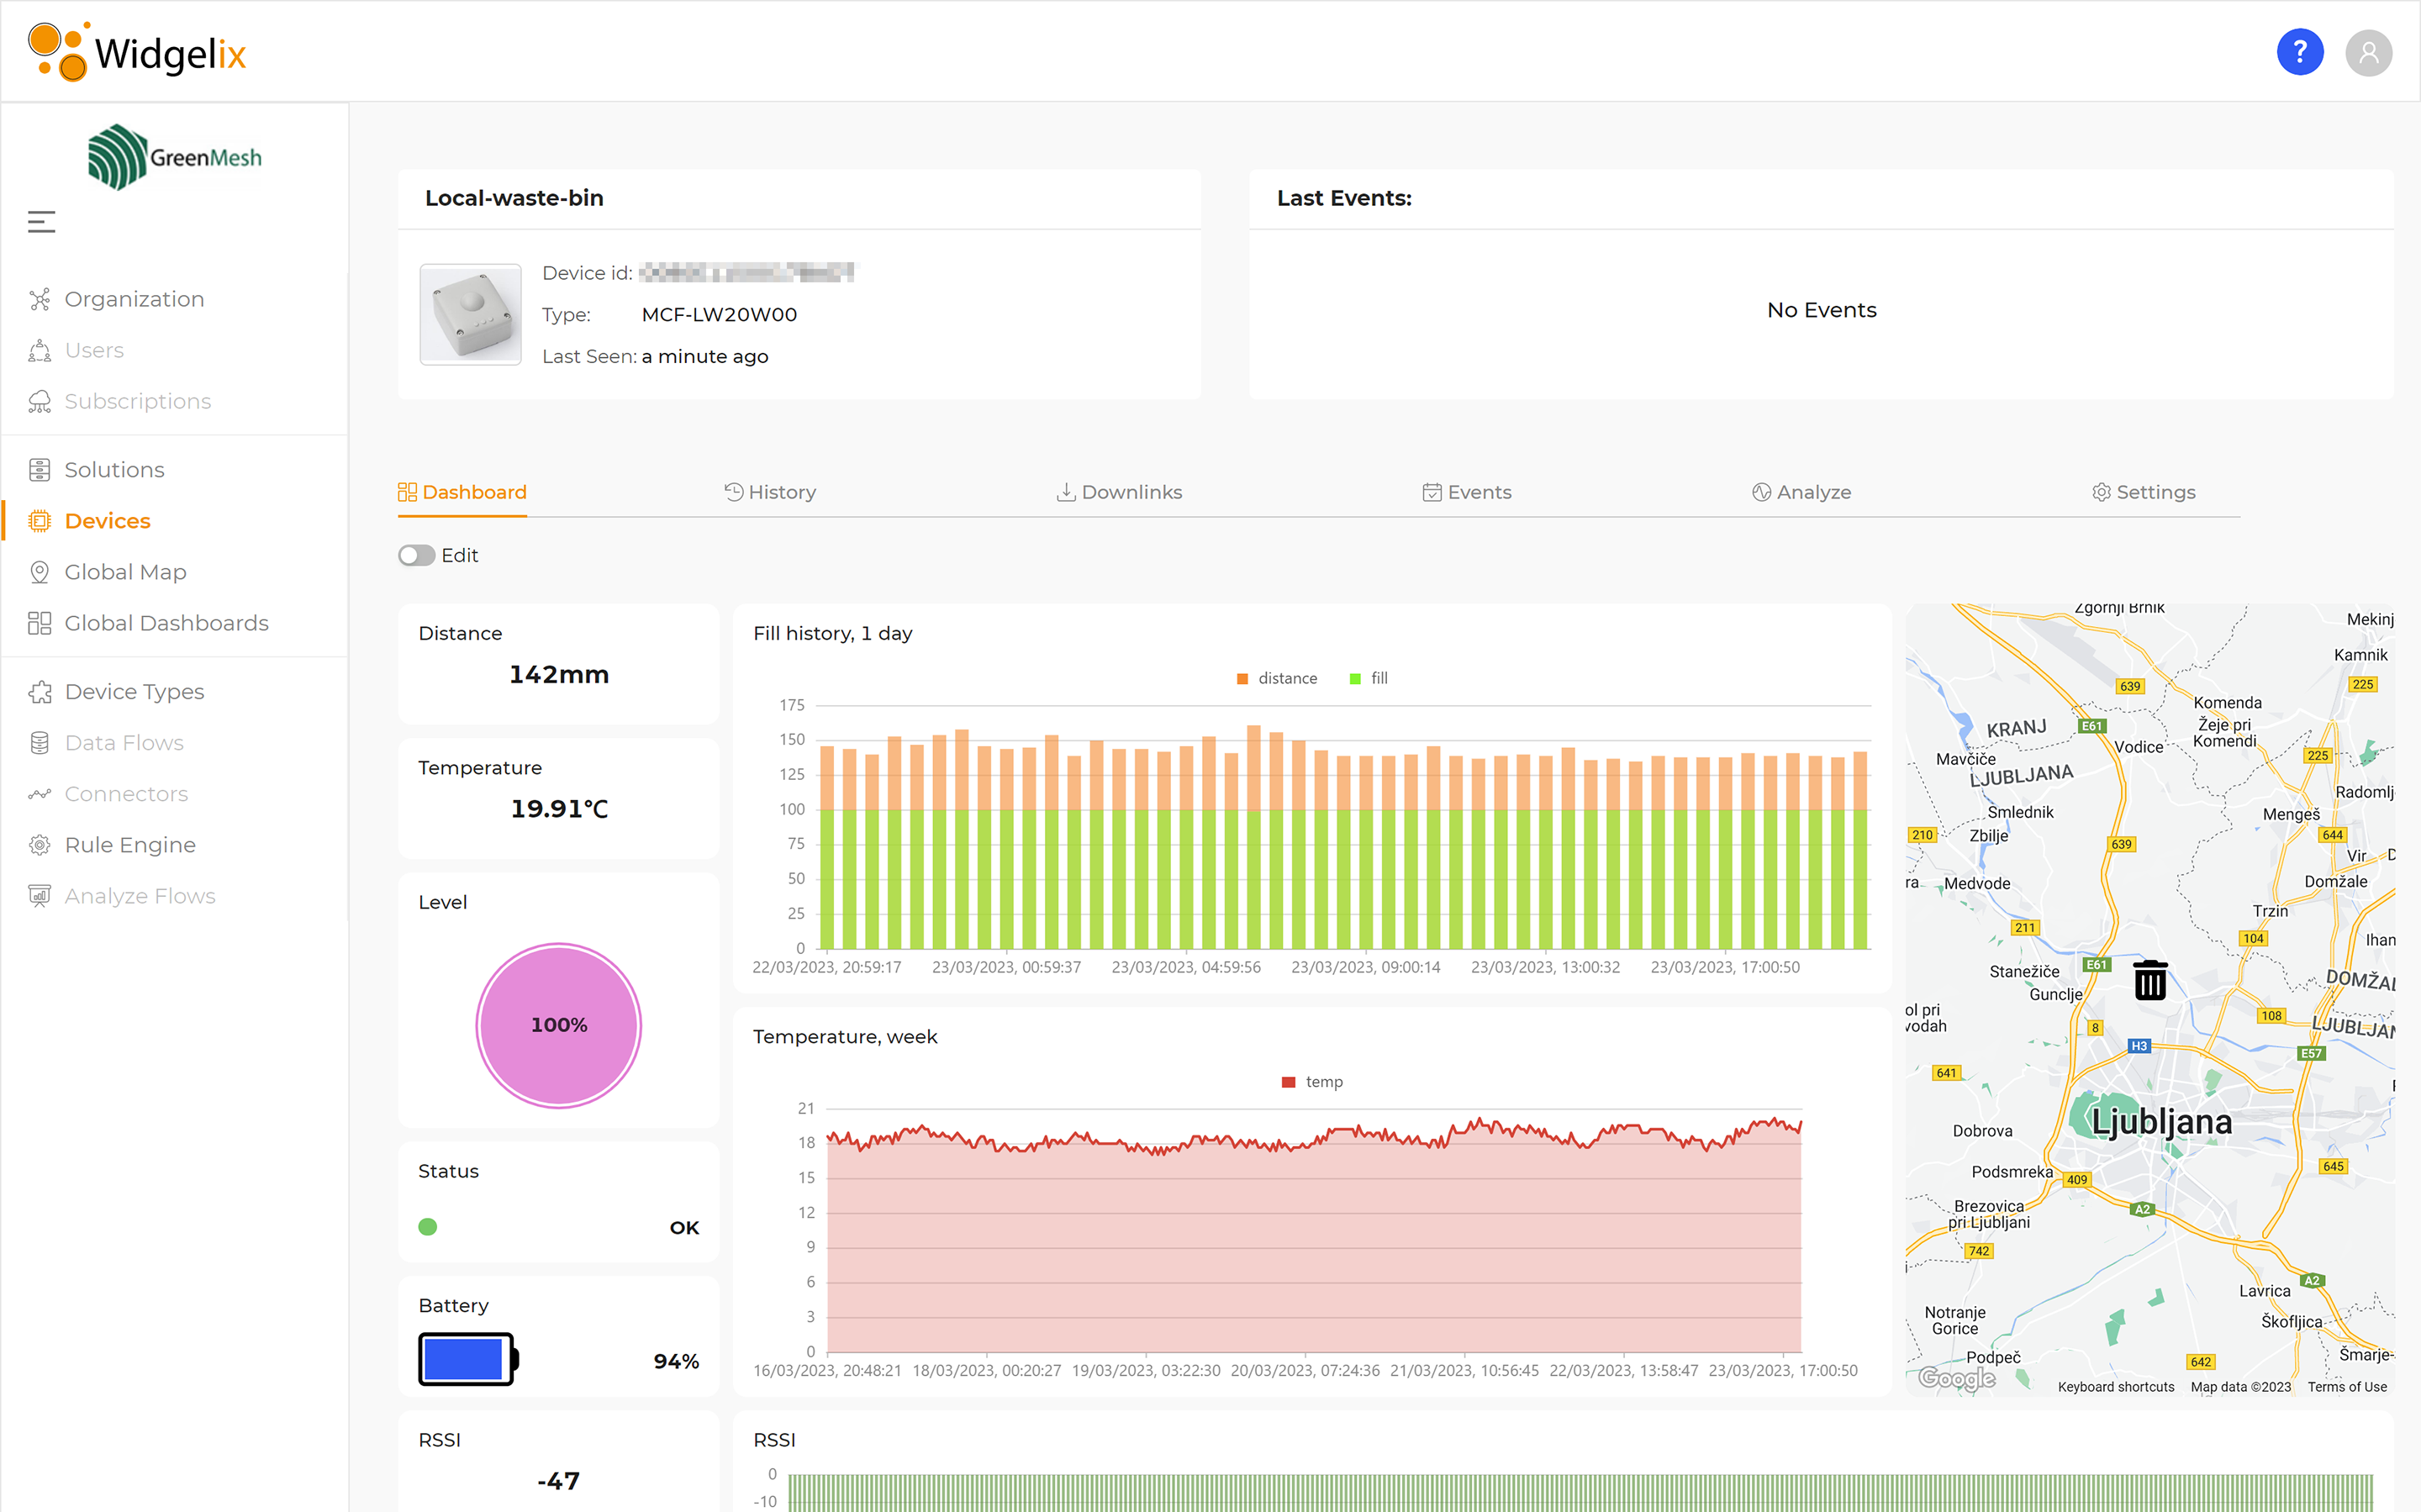 Widgelix
?
GreenMesh
Organization
Users
Subscriptions
Solutions
Devices
Global Map
Global Dashboards
Device Types
Data Flows
Connectors
Rule Engine
Analyze Flows
Local-waste-bin
Device id:
Type: MCF-LW20W00
Last Seen: a minute ago
Last Events:
No Events
Dashboard
History
Downlinks
Events
Analyze
Settings
Edit
Distance
142mm
Temperature
19.91°C
Level
100%
Status
OK
Battery
94%
RSSI
-47
Fill history, 1 day
distance fill
175
150
125
100
75
50
25
0
22/03/2023, 20:59:17 23/03/2023, 00:59:37 23/03/2023, 04:59:56 23/03/2023, 09:00:14 23/03/2023, 13:00:32 23/03/2023, 17:00:50
Temperature, week
temp
21
18
15
12
9
6
3
0
16/03/2023, 20:48:21 18/03/2023, 00:20:27 19/03/2023, 03:22:30 20/03/2023, 07:24:36 21/03/2023, 10:56:45 22/03/2023, 13:58:47 23/03/2023, 17:00:50
RSSI
0
-10
Zgornji Brnik
Mekinj
Kamnik
225
639
Komenda
KRANJ
E61
Žeje pri
Komendi
Vodice
225
Mavčiče
LJUBLJANA
Radomlj
Smlednik
Mengeš
210
Zbilje
644
639
Vir
D
ra
Medvode
Domžale
Trzin
211
104
Ihan
E61
Stanežiče
DOMŽAL
Gunclje
ol pri
vodah
108
8
LJUBLJAN
H3
E57
641
Ljubljana
Dobrova
645
Podsmreka
409
Brezovica
pri Ljubljani
A2
742
A2
Lavrica
Notranje
Gorice
Škofljica
Podpeč
642
Šmarje-
Google
Keyboard shortcuts Map data ©2023 Terms of Use